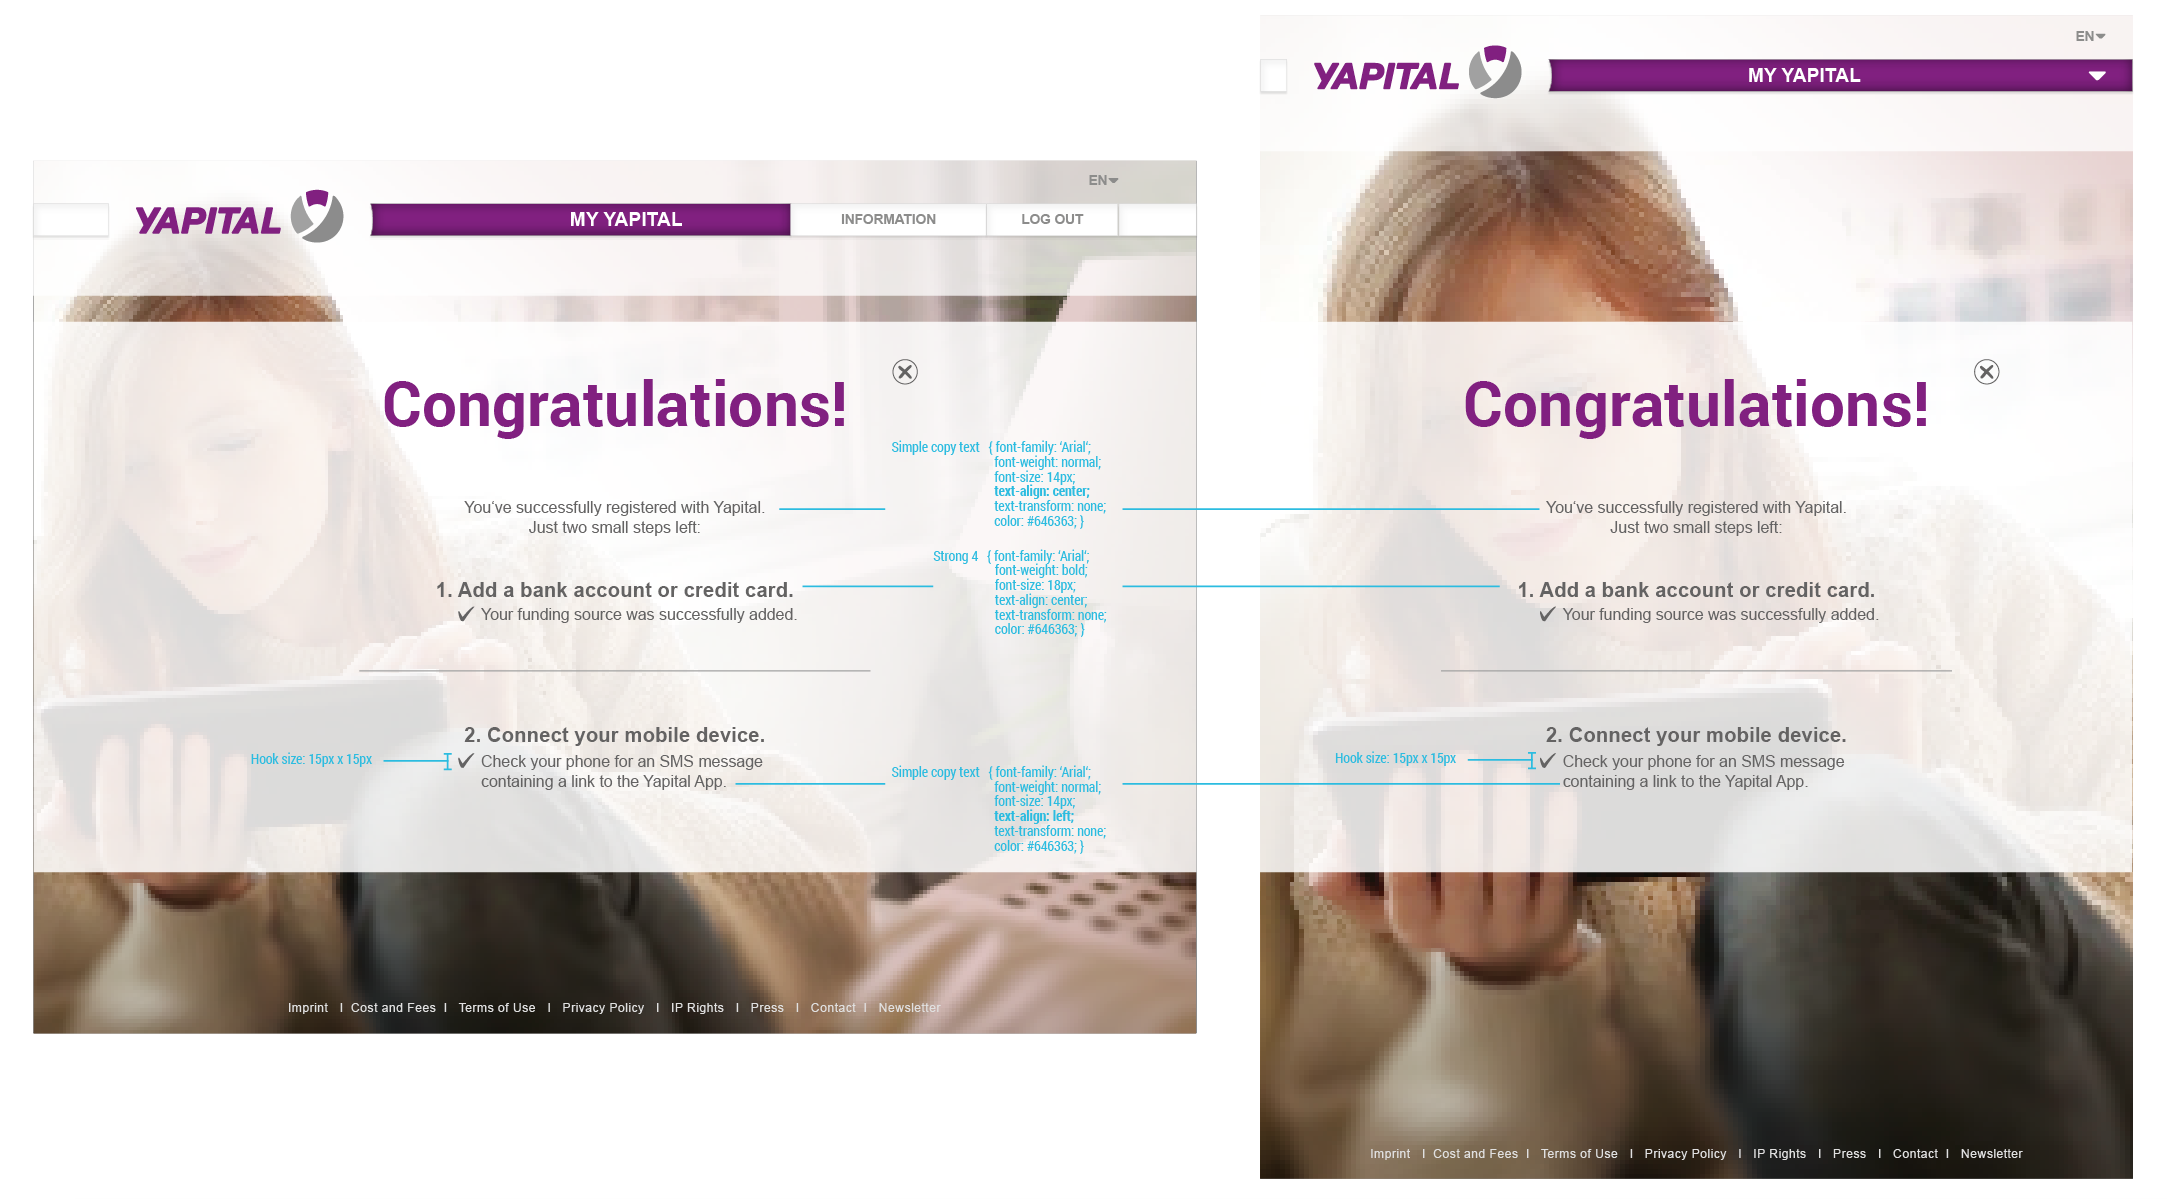 EN
YAPITAL
MY YAPITAL
INFORMATION
LOG OUT
Congratulations!
Simple copy text { font-family: ‘Arial‘;
font-weight: normal;
font-size: 14px;
text-align: center;
text-transform: none;
color: #646363; }
You‘ve successfully registered with Yapital.
Just two small steps left:
Strong 4 { font-family: ‘Arial‘;
font-weight: bold;
font-size: 18px;
text-align: center;
text-transform: none;
color: #646363; }
1. Add a bank account or credit card.
✓ Your funding source was successfully added.
2. Connect your mobile device.
Hook size: 15px x 15px
✓ Check your phone for an SMS message
containing a link to the Yapital App.
Simple copy text { font-family: ‘Arial‘;
font-weight: normal;
font-size: 14px;
text-align: left;
text-transform: none;
color: #646363; }
Imprint I Cost and Fees I Terms of Use I Privacy Policy I IP Rights I Press I Contact I Newsletter
EN
YAPITAL
MY YAPITAL
Congratulations!
You‘ve successfully registered with Yapital.
Just two small steps left:
1. Add a bank account or credit card.
✓ Your funding source was successfully added.
2. Connect your mobile device.
Hook size: 15px x 15px
✓ Check your phone for an SMS message
containing a link to the Yapital App.
Imprint I Cost and Fees I Terms of Use I Privacy Policy I IP Rights I Press I Contact I Newsletter